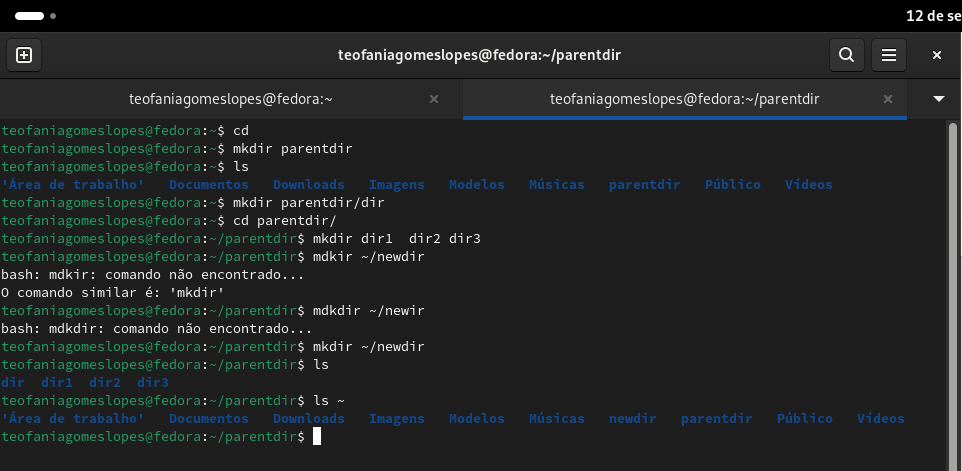 12 de se
teofaniagomeslopes@fedora:~/parentdir
teofaniagomeslopes@fedora:~
teofaniagomeslopes@fedora:~/parentdir
teofaniagomeslopes@fedora:~$ cd
teofaniagomeslopes@fedora:~$ mkdir parentdir
teofaniagomeslopes@fedora:~$ ls
'Área de trabalho'   Documentos   Downloads   Imagens   Modelos   Músicas   parentdir   Público   Vídeos
teofaniagomeslopes@fedora:~$ mkdir parentdir/dir
teofaniagomeslopes@fedora:~$ cd parentdir/
teofaniagomeslopes@fedora:~/parentdir$ mkdir dir1  dir2 dir3
teofaniagomeslopes@fedora:~/parentdir$ mdkir ~/newdir
bash: mdkir: comando não encontrado...
O comando similar é: 'mkdir'
teofaniagomeslopes@fedora:~/parentdir$ mdkdir ~/newir
bash: mdkdir: comando não encontrado...
teofaniagomeslopes@fedora:~/parentdir$ mkdir ~/newdir
teofaniagomeslopes@fedora:~/parentdir$ ls
dir  dir1  dir2  dir3
teofaniagomeslopes@fedora:~/parentdir$ ls ~
'Área de trabalho'   Documentos   Downloads   Imagens   Modelos   Músicas   newdir   parentdir   Público   Vídeos
teofaniagomeslopes@fedora:~/parentdir$